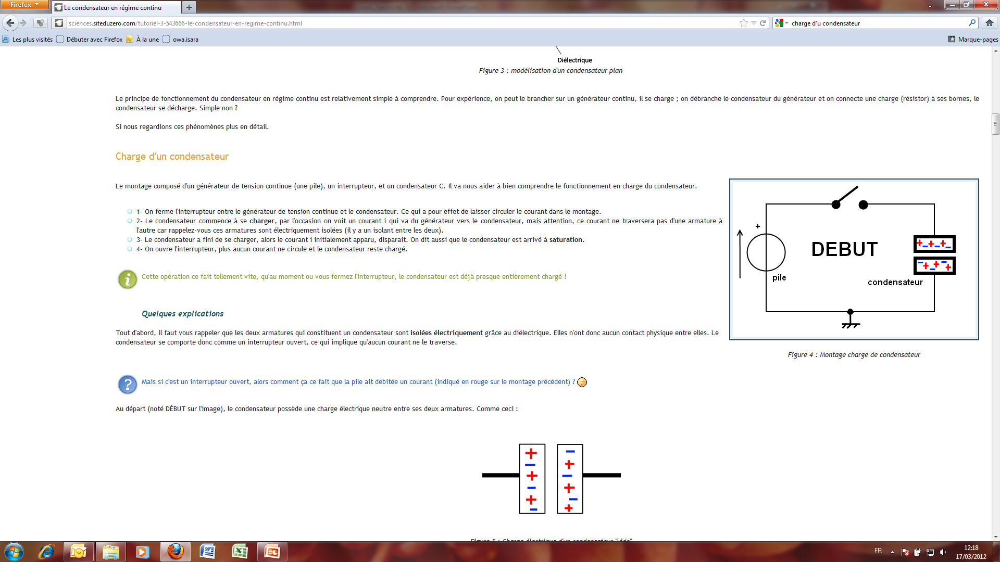 Firefox
Le condensateur en régime continu
sciences.siteduzero.com/tutoriel-3-543666-le-condensateur-en-regime-continu.html
charge d'u condensateur
Les plus visités
Débuter avec Firefox
À la une
owa.isara
Marque-pages
Diélectrique
Figure 3 : modélisation d'un condensateur plan
Le principe de fonctionnement du condensateur en régime continu est relativement simple à comprendre. Pour expérience, on peut le brancher sur un générateur continu, il se charge ; on débranche le condensateur du générateur et on connecte une charge (résistor) à ses bornes, le
condensateur se décharge. Simple non ?
Si nous regardions ces phénomènes plus en détail.
Charge d'un condensateur
Le montage composé d'un générateur de tension continue (une pile), un interrupteur, et un condensateur C. Il va nous aider à bien comprendre le fonctionnement en charge du condensateur.
1- On ferme l'interrupteur entre le générateur de tension continue et le condensateur. Ce qui a pour effet de laisser circuler le courant dans le montage.
2- Le condensateur commence à se charger, par l'occasion on voit un courant i qui va du générateur vers le condensateur, mais attention, ce courant ne traversera pas d'une armature à
l'autre car rappelez-vous ces armatures sont électriquement isolées (il y a un isolant entre les deux).
3- Le condensateur a fini de se charger, alors le courant i initialement apparu, disparait. On dit aussi que le condensateur est arrivé à saturation.
4- On ouvre l'interrupteur, plus aucun courant ne circule et le condensateur reste chargé.
Cette opération ce fait tellement vite, qu'au moment ou vous fermez l'interrupteur, le condensateur est déjà presque entièrement chargé !
+
DEBUT
pile
condensateur
Figure 4 : Montage charge de condensateur
Quelques explications
Tout d'abord, il faut vous rappeler que les deux armatures qui constituent un condensateur sont isolées électriquement grâce au diélectrique. Elles n'ont donc aucun contact physique entre elles. Le
condensateur se comporte donc comme un interrupteur ouvert, ce qui implique qu'aucun courant ne le traverse.
Mais si c'est un interrupteur ouvert, alors comment ça ce fait que la pile ait débitée un courant (indiqué en rouge sur le montage précédent) ?
Au départ (noté DÉBUT sur l'image), le condensateur possède une charge électrique neutre entre ses deux armatures. Comme ceci :
Figure 5 : Charge électrique d'un condensateur "vide"
FR
12:18
17/03/2012